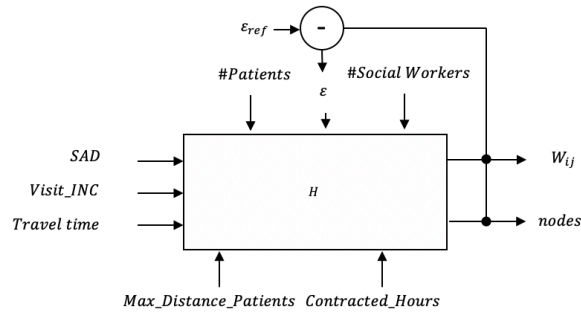 ε_ref
-
#Patients
ε
#Social Workers
SAD
Visit_INC
Travel time
H
W_ij
nodes
Max_Distance_Patients
Contracted_Hours